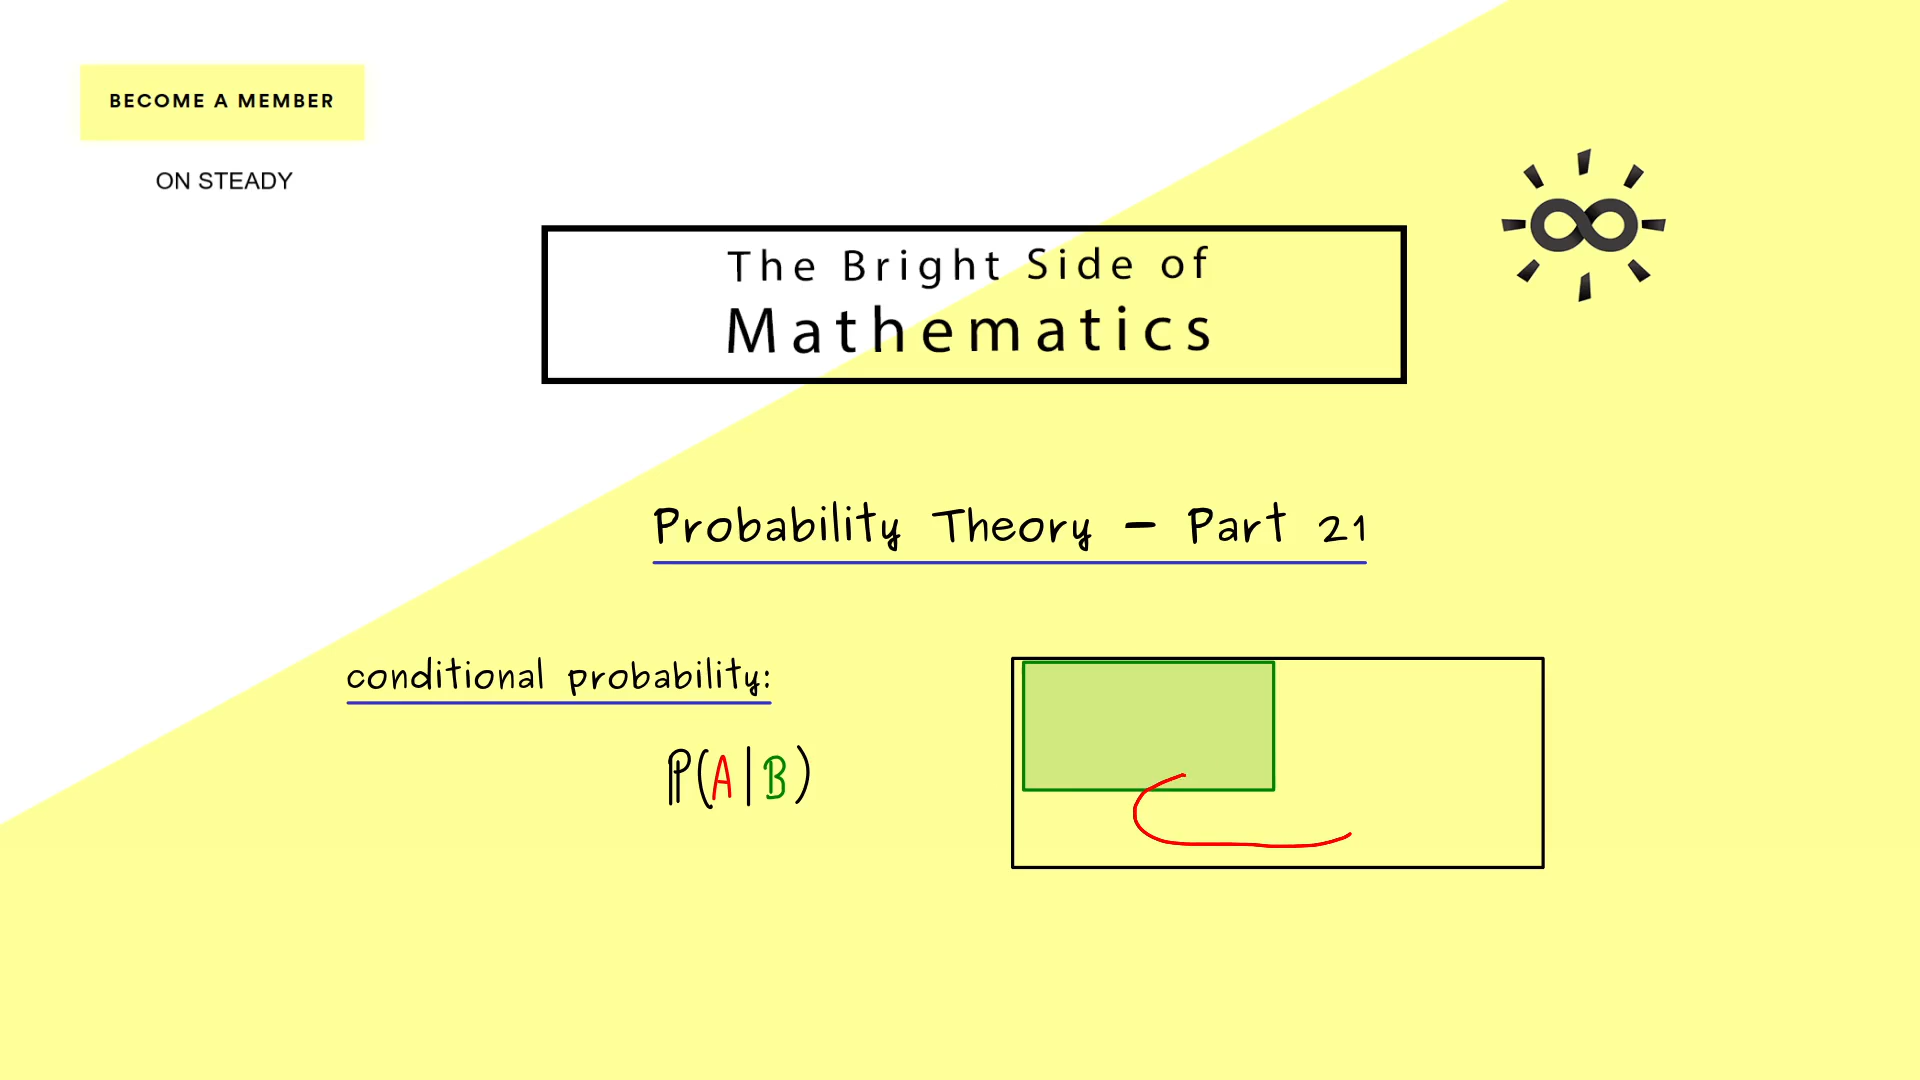 BECOME A MEMBER
ON STEADY
The Bright Side of
Mathematics
Probability Theory – Part 21
conditional probability:
ℙ(A|B)